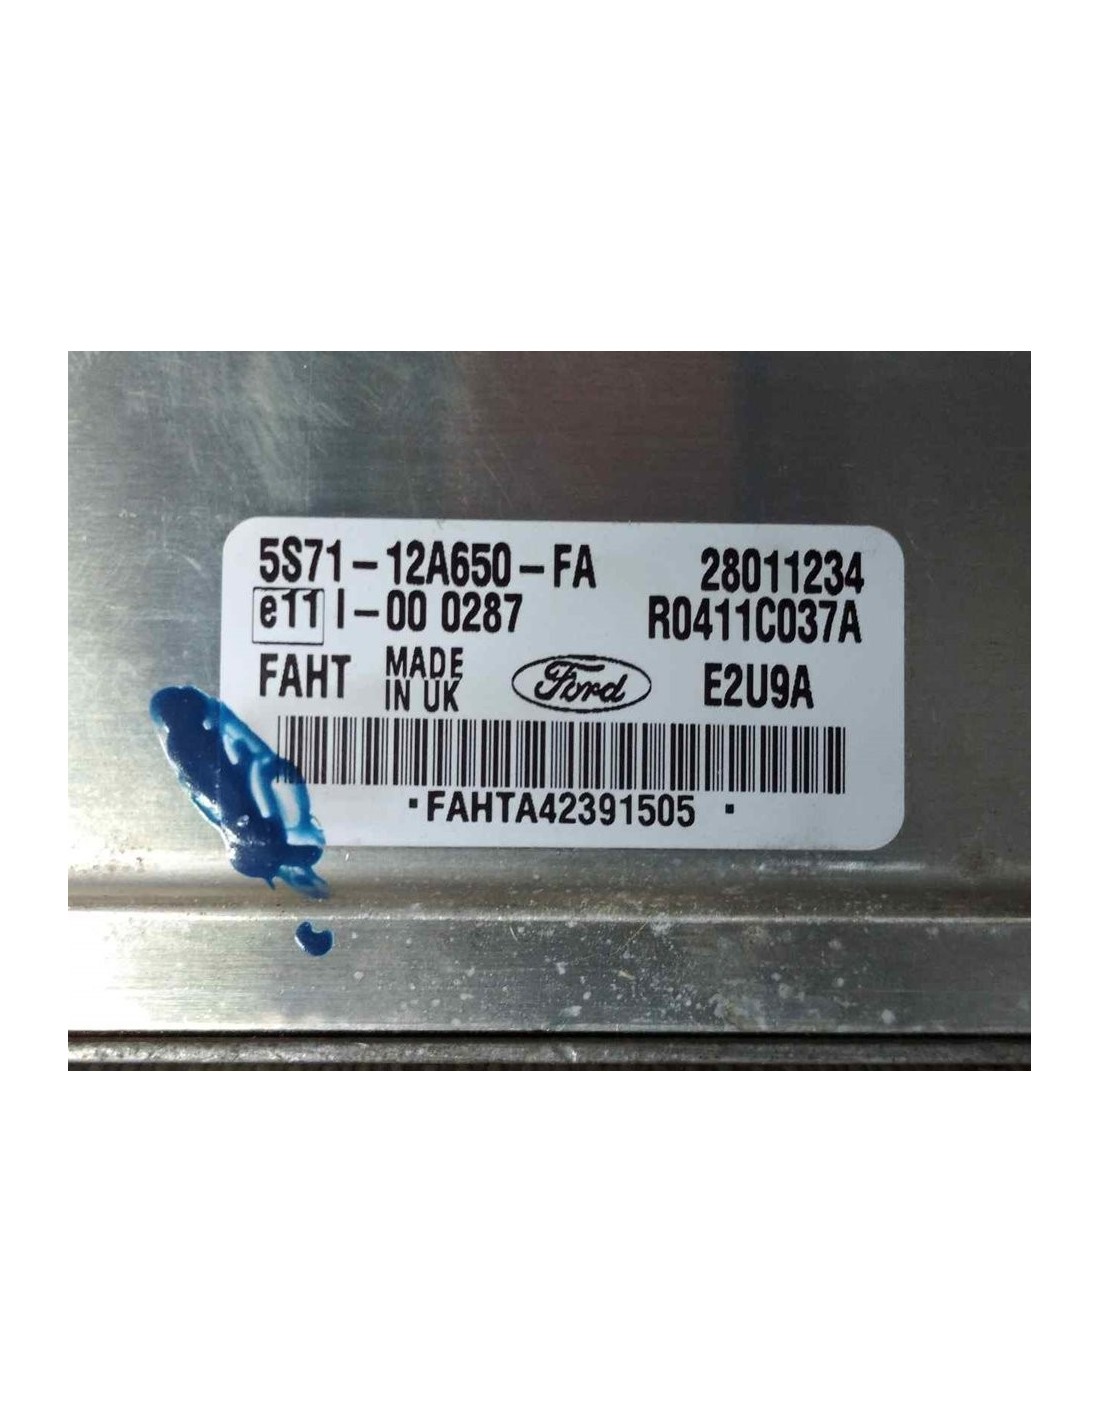 5S71-12A650-FA 28011234
e11 I-00 0287 R0411C037A
FAHT MADE IN UK Ford E2U9A
·FAHTA42391505 ·